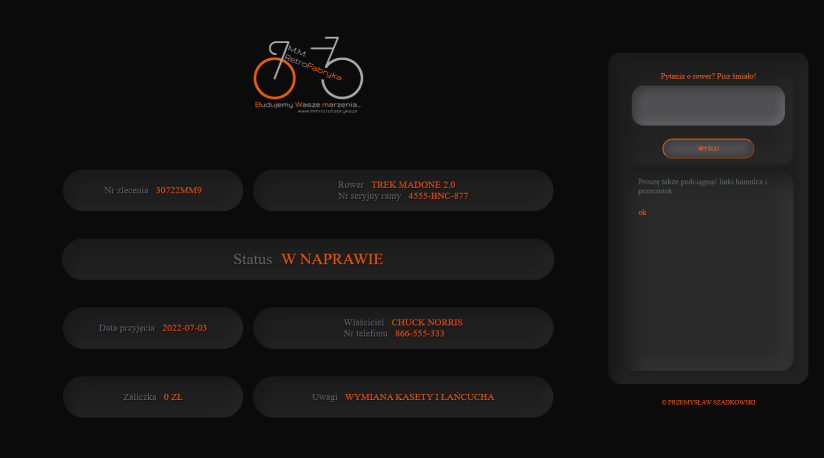 M.M.
RetroFabryka
Budujemy Wasze marzenia...
www.mmretrofabryka.pl
Nr zlecenia 30722MM9
Rower TREK MADONE 2.0
Nr seryjny ramy 4555-BNC-877
Status W NAPRAWIE
Data przyjęcia 2022-07-03
Właściciel CHUCK NORRIS
Nr telefonu 866-555-333
Zaliczka 0 ZŁ
Uwagi WYMIANA KASETY I ŁAŃCUCHA
Pytania o rower? Pisz śmiało!
WYŚLIJ
Proszę także podciągnąć linki hamulca i
przerzutek
ok
© PRZEMYSŁAW SZADKOWSKI